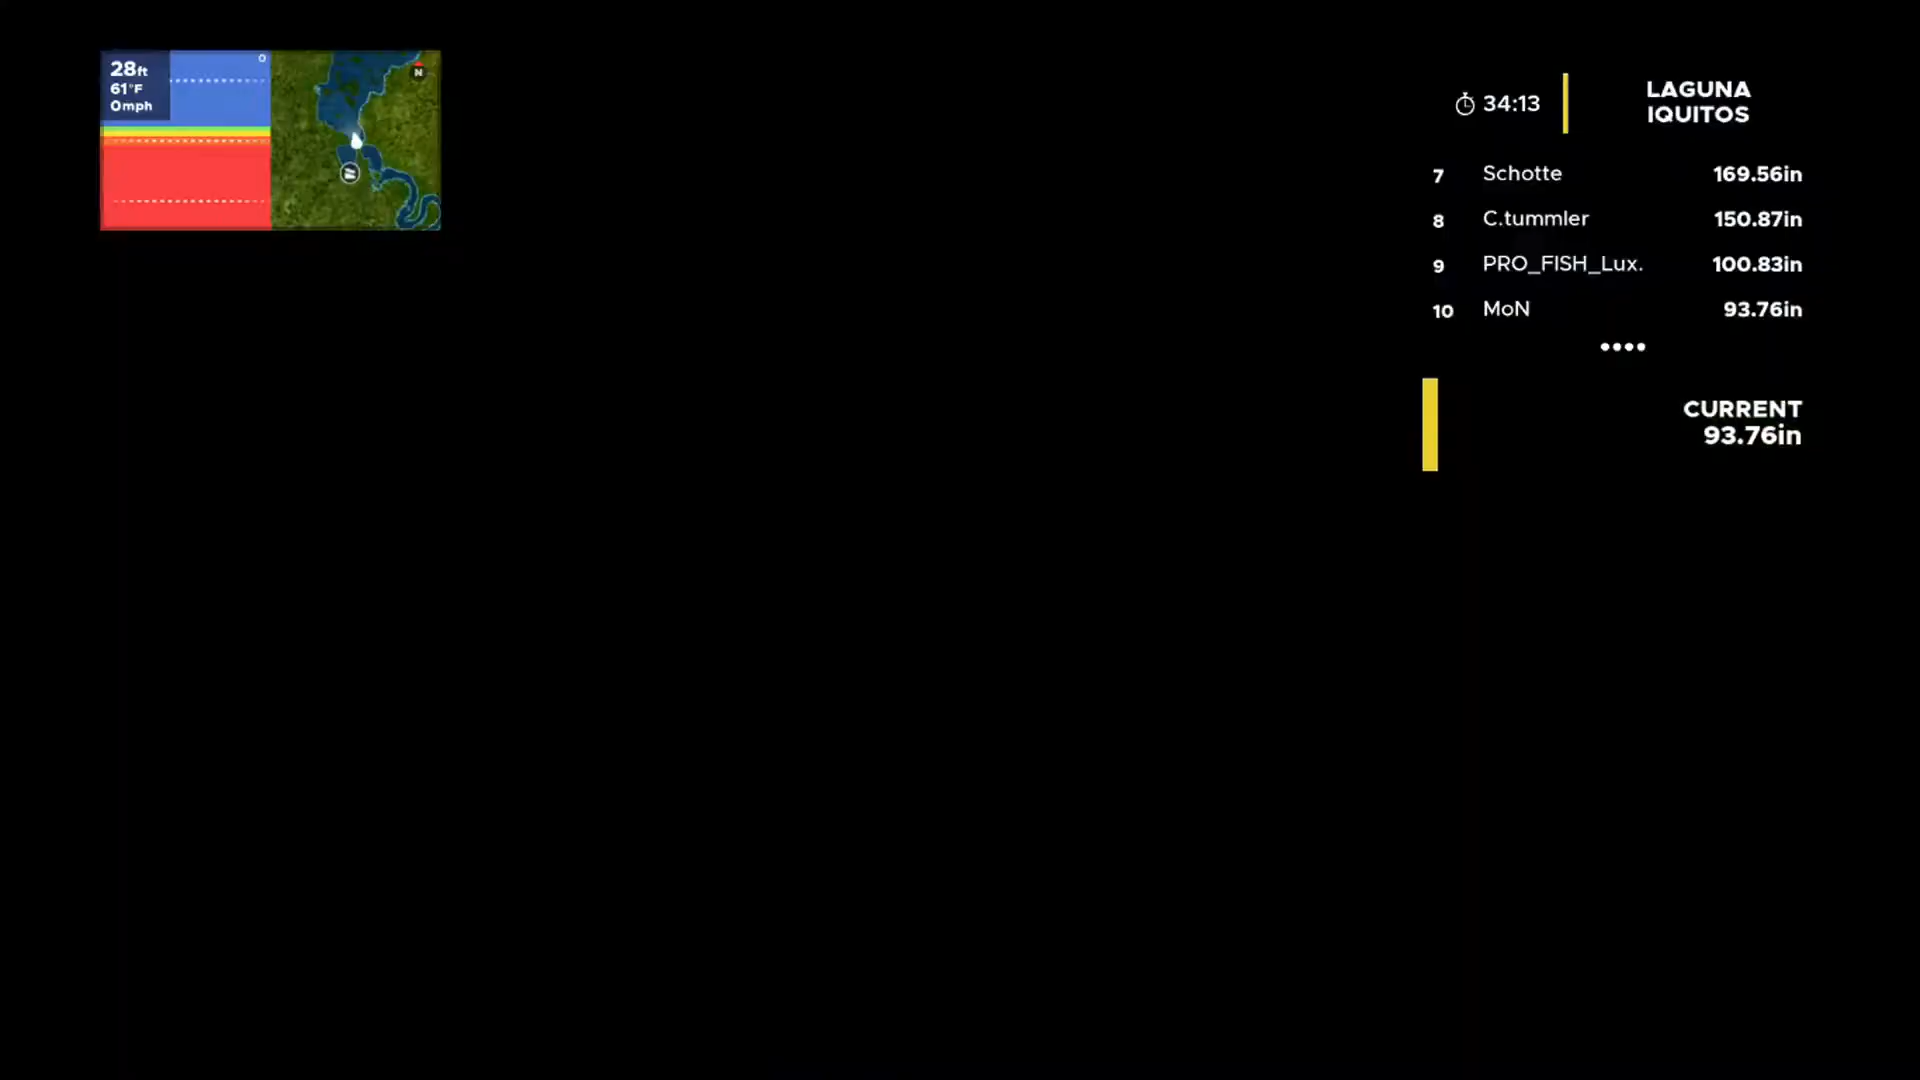 28ft
61°F
0mph
0
N
34:13
LAGUNA
IQUITOS
7 Schotte 169.56in
8 C.tummler 150.87in
9 PRO_FISH_Lux. 100.83in
10 MoN 93.76in
CURRENT
93.76in